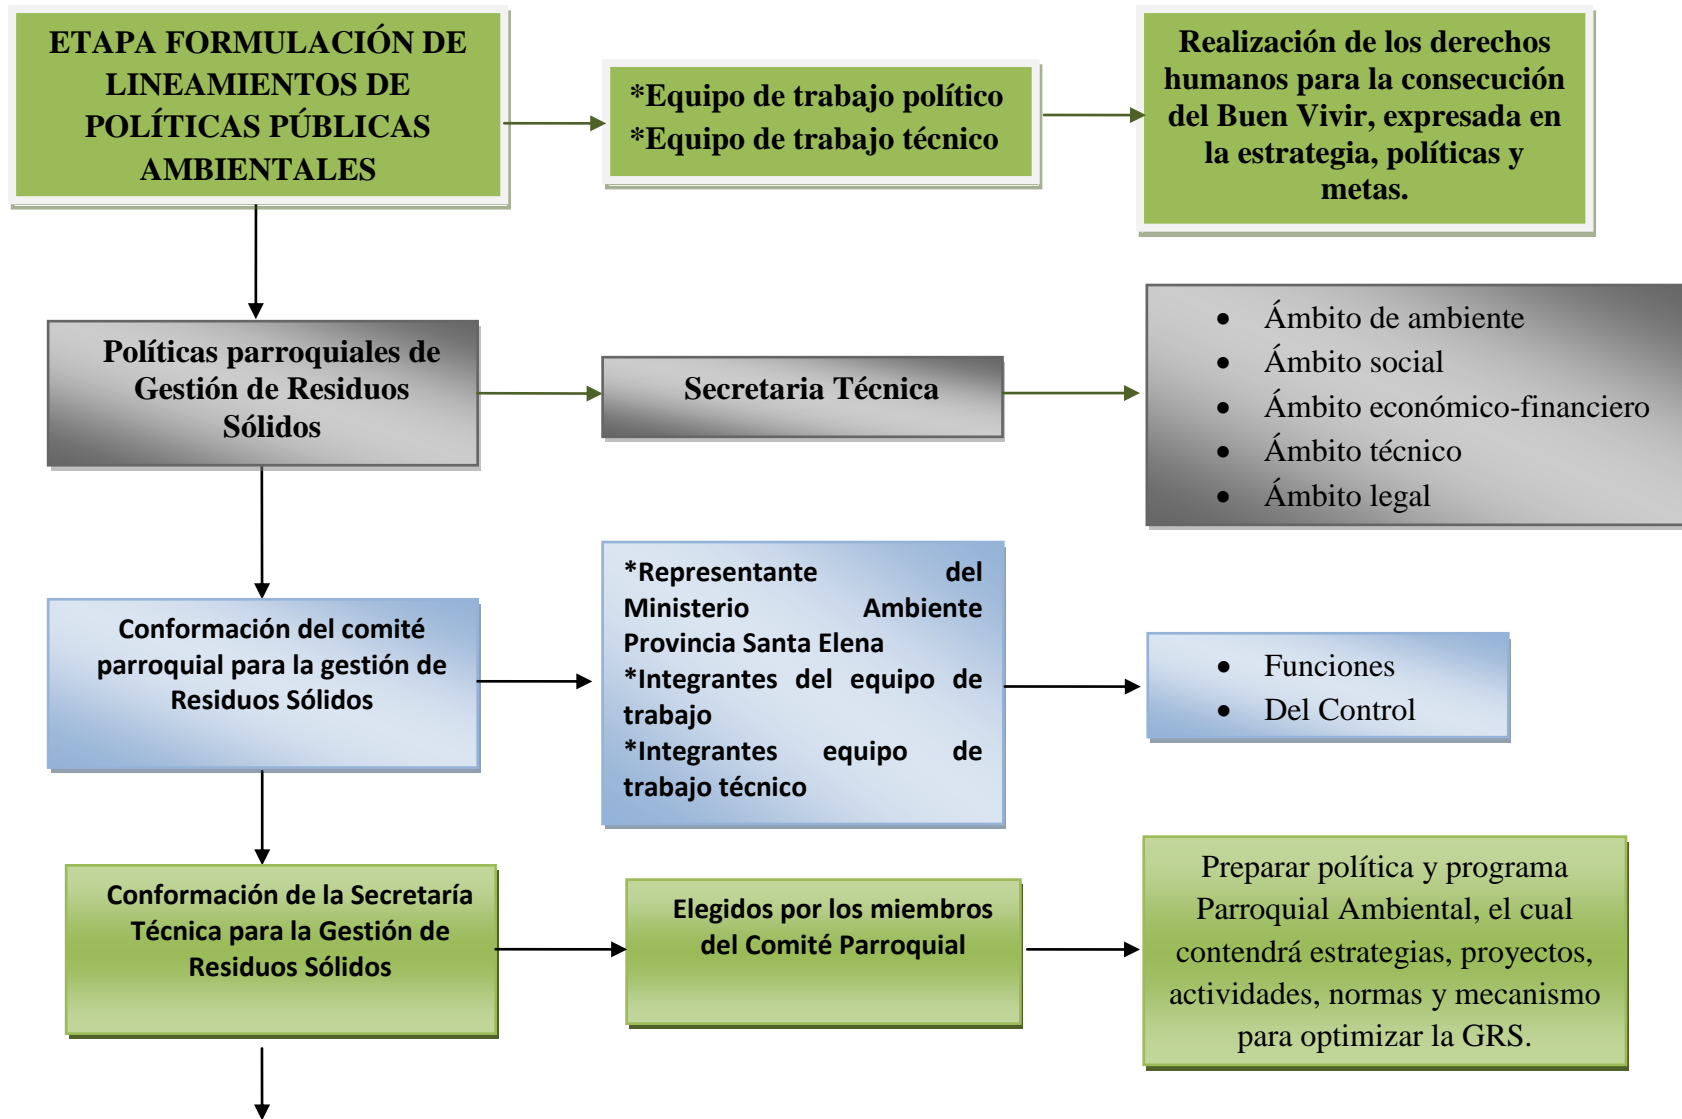 ETAPA FORMULACIÓN DE
LINEAMIENTOS DE
POLÍTICAS PÚBLICAS
AMBIENTALES
*Equipo de trabajo político
*Equipo de trabajo técnico
Realización de los derechos
humanos para la consecución
del Buen Vivir, expresada en
la estrategia, políticas y
metas.
Políticas parroquiales de
Gestión de Residuos
Sólidos
Secretaria Técnica
• Ámbito de ambiente
• Ámbito social
• Ámbito económico-financiero
• Ámbito técnico
• Ámbito legal
Conformación del comité
parroquial para la gestión de
Residuos Sólidos
*Representante del
Ministerio Ambiente
Provincia Santa Elena
*Integrantes del equipo de
trabajo
*Integrantes equipo de
trabajo técnico
• Funciones
• Del Control
Conformación de la Secretaría
Técnica para la Gestión de
Residuos Sólidos
Elegidos por los miembros
del Comité Parroquial
Preparar política y programa
Parroquial Ambiental, el cual
contendrá estrategias, proyectos,
actividades, normas y mecanismo
para optimizar la GRS.